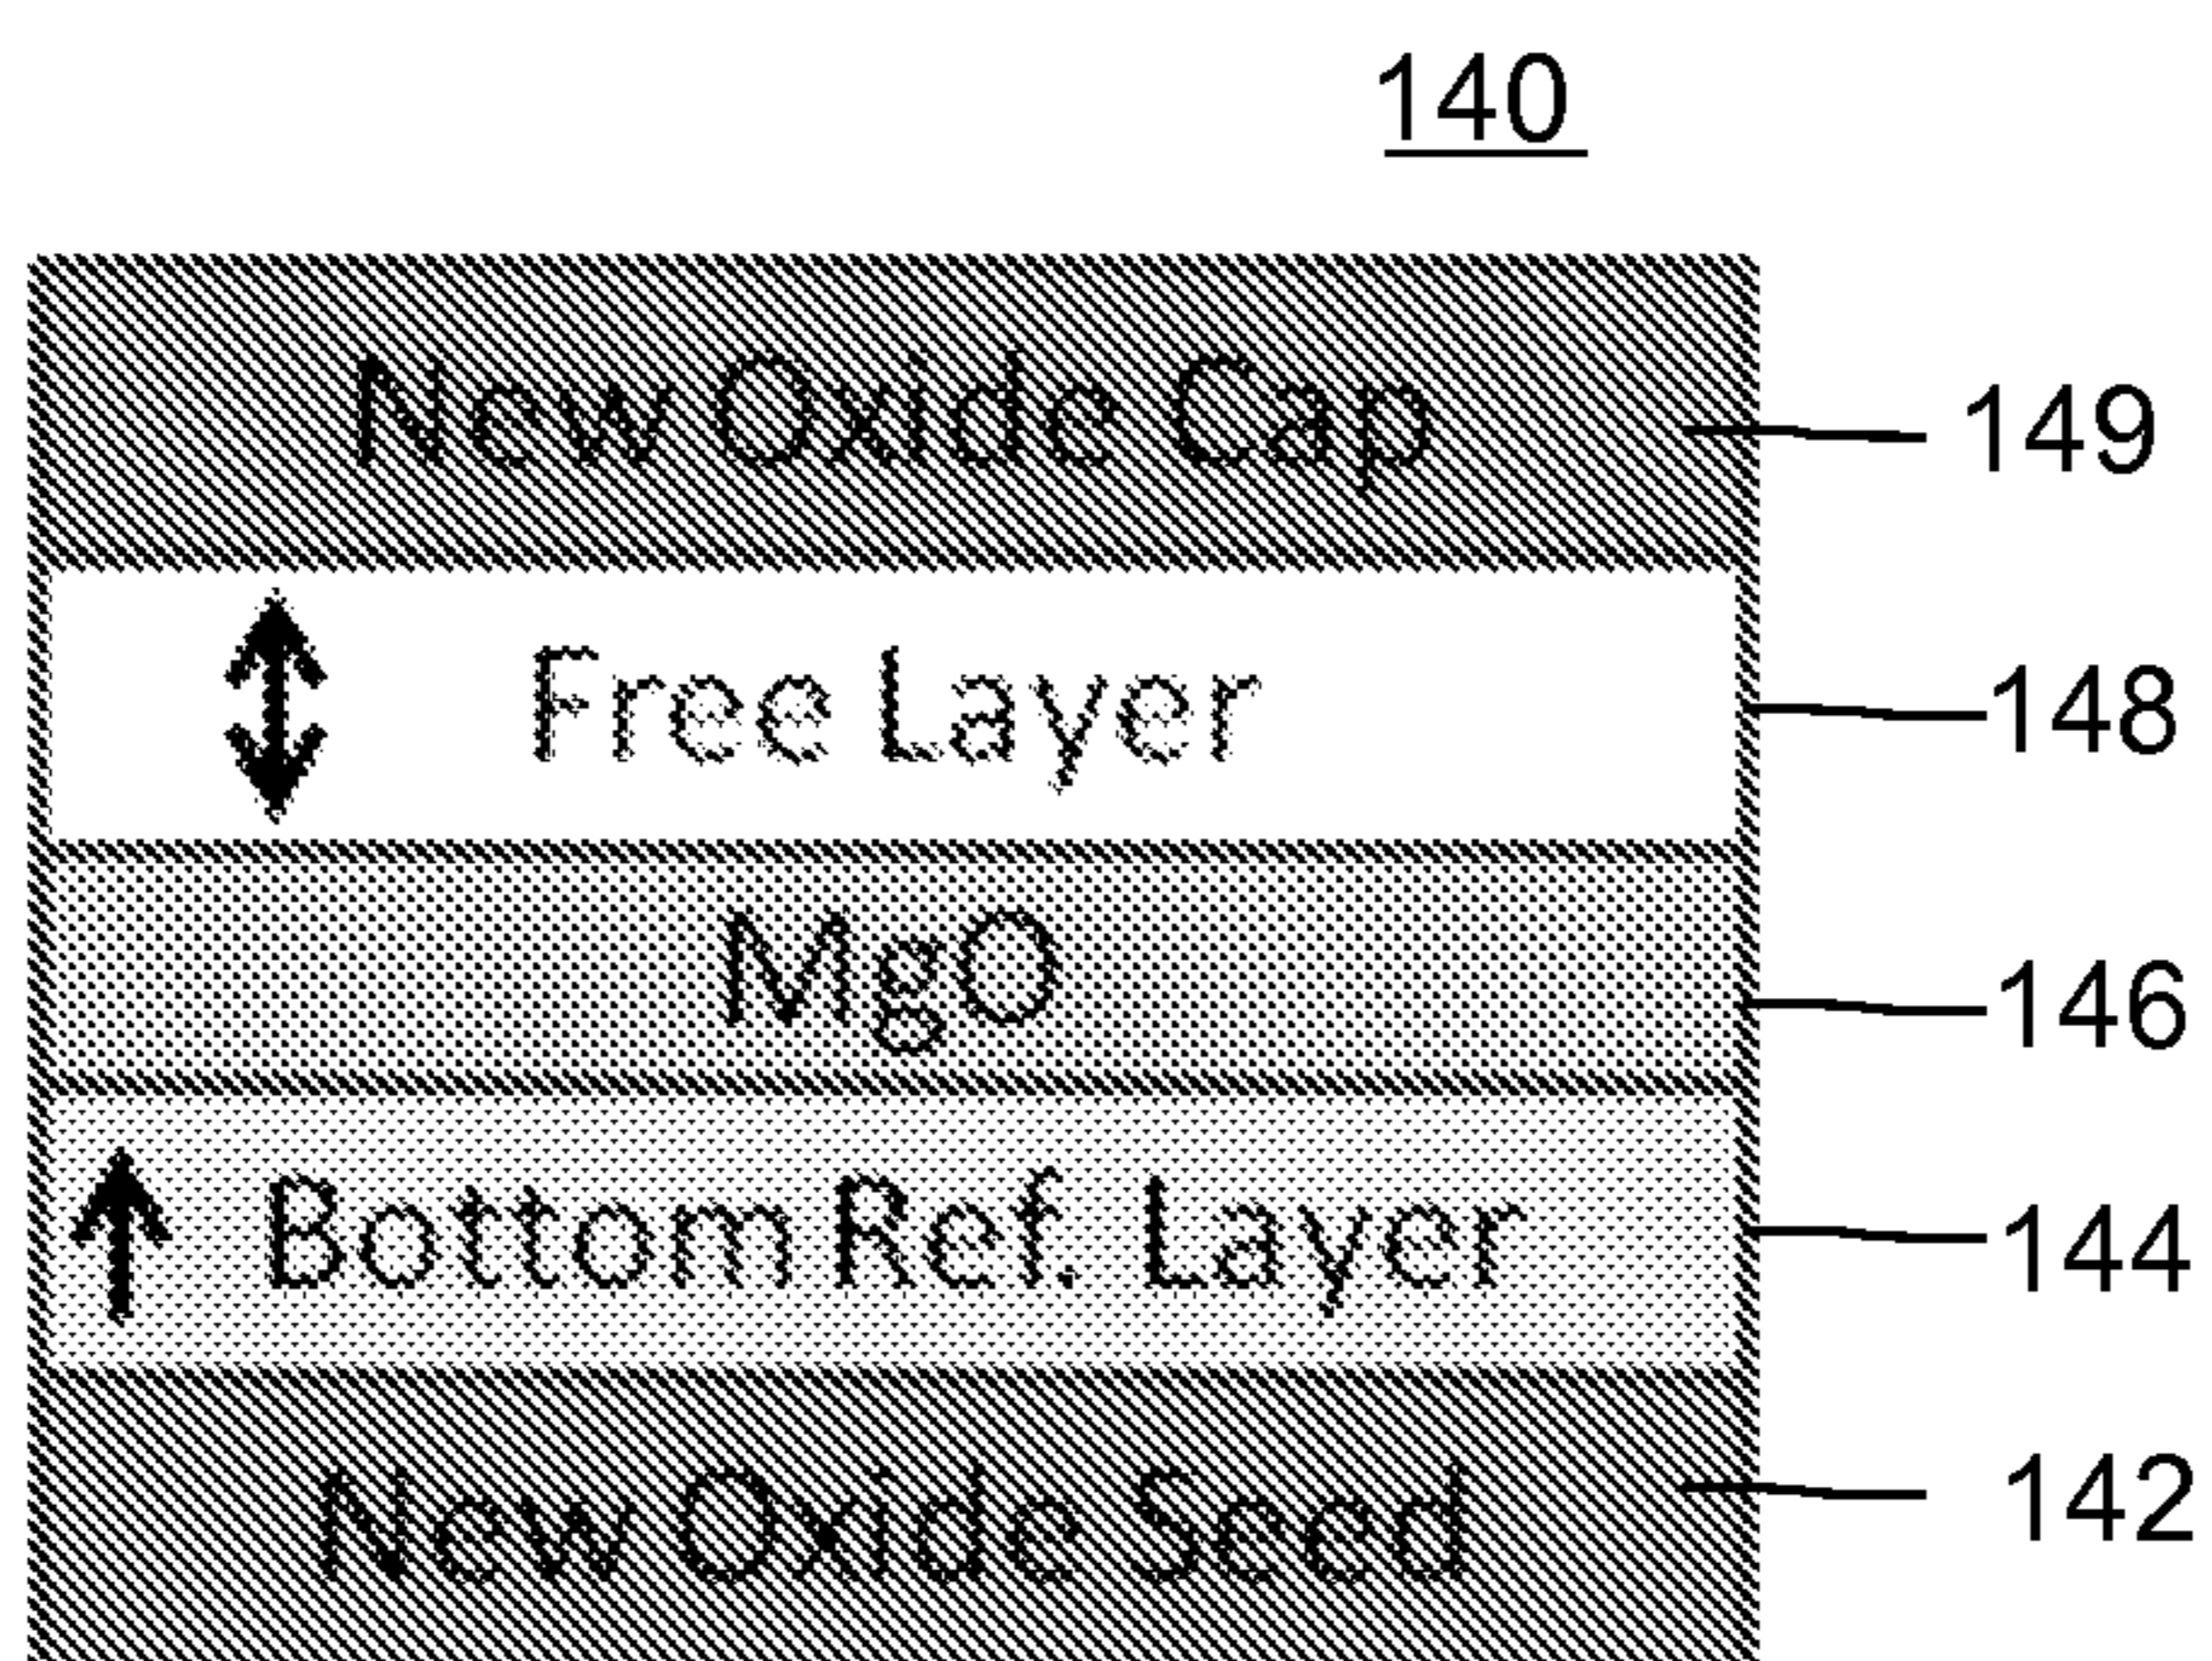 140
New Oxide Cap 149
Free Layer 148
MgO 146
Bottom Ref. Layer 144
New Oxide Seed 142